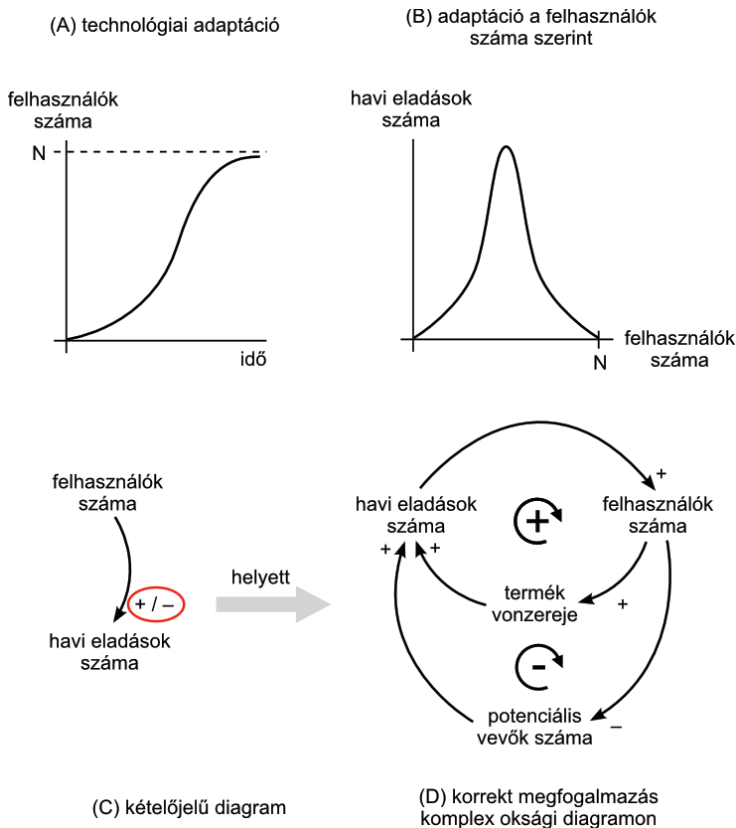 (A) technológiai adaptáció
(B) adaptáció a felhasználók
száma szerint
felhasználók
száma
N
idő
havi eladások
száma
felhasználók
száma
N
felhasználók
száma
+ / –
havi eladások
száma
helyett
havi eladások
száma
+
felhasználók
száma
+
+
+
termék
vonzereje
+
-
potenciális
vevők száma
–
(C) kételőjelű diagram
(D) korrekt megfogalmazás
komplex oksági diagramon